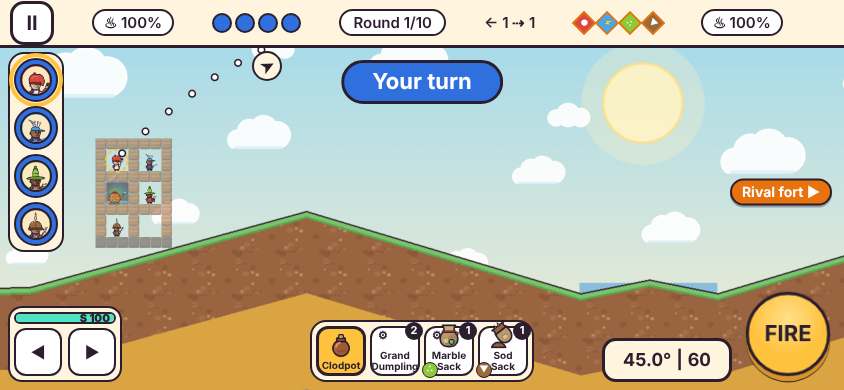 100%
Round 1/10
← 1 ⇢ 1
100%
Your turn
Rival fort ▶
S 100
Clodpot
2
Grand
Dumpling
1
Marble
Sack
1
Sod
Sack
45.0° | 60
FIRE